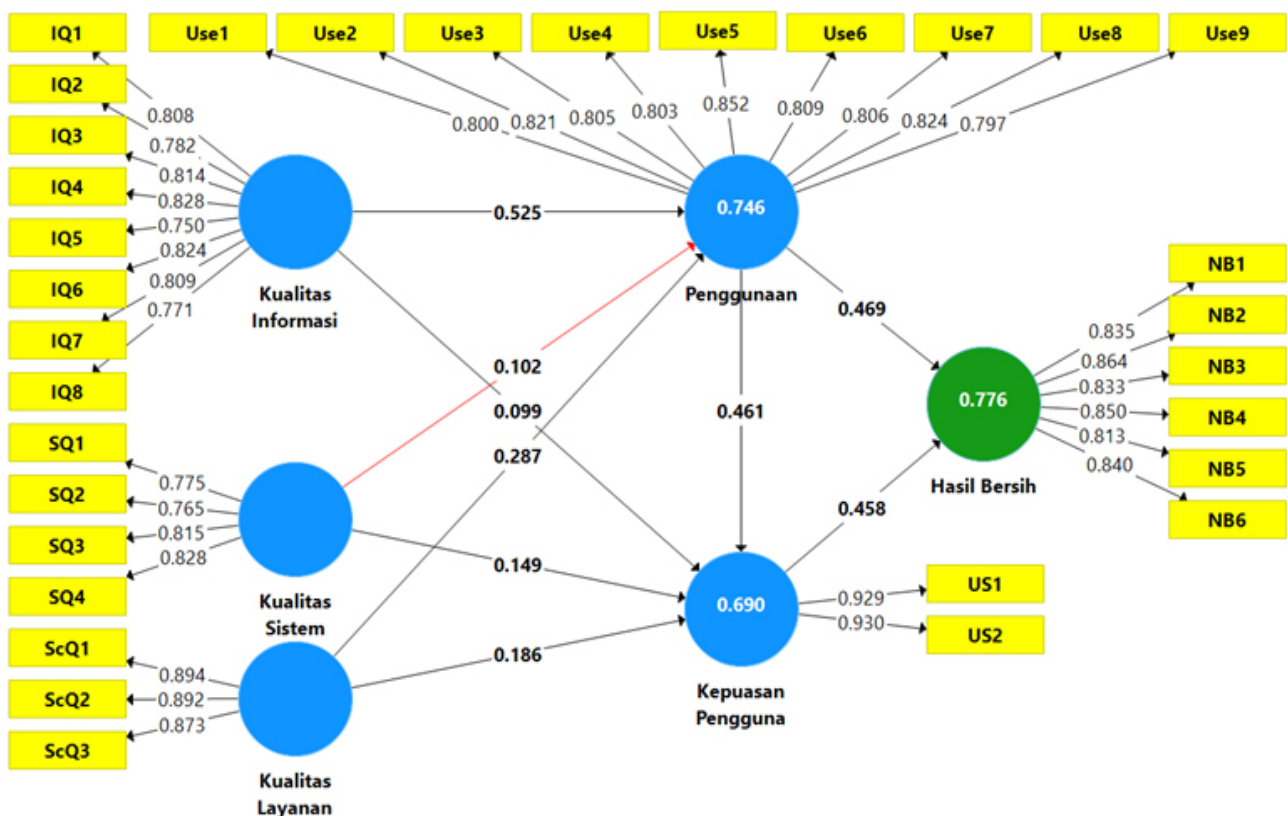 IQ1
Use1
Use2
Use3
Use4
Use5
Use6
Use7
Use8
Use9
IQ2
IQ3
IQ4
IQ5
IQ6
IQ7
IQ8
0.808
0.782
0.814
0.828
0.750
0.824
0.809
0.771
0.800
0.821
0.805
0.803
0.852
0.809
0.806
0.824
0.797
Kualitas
Informasi
0.525
0.746
Penggunaan
0.102
0.099
0.287
0.461
0.469
0.458
0.776
Hasil Bersih
0.835
0.864
0.833
0.850
0.813
0.840
NB1
NB2
NB3
NB4
NB5
NB6
SQ1
SQ2
SQ3
SQ4
0.775
0.765
0.815
0.828
Kualitas
Sistem
0.149
0.186
0.690
Kepuasan
Pengguna
0.929
0.930
US1
US2
ScQ1
ScQ2
ScQ3
0.894
0.892
0.873
Kualitas
Layanan